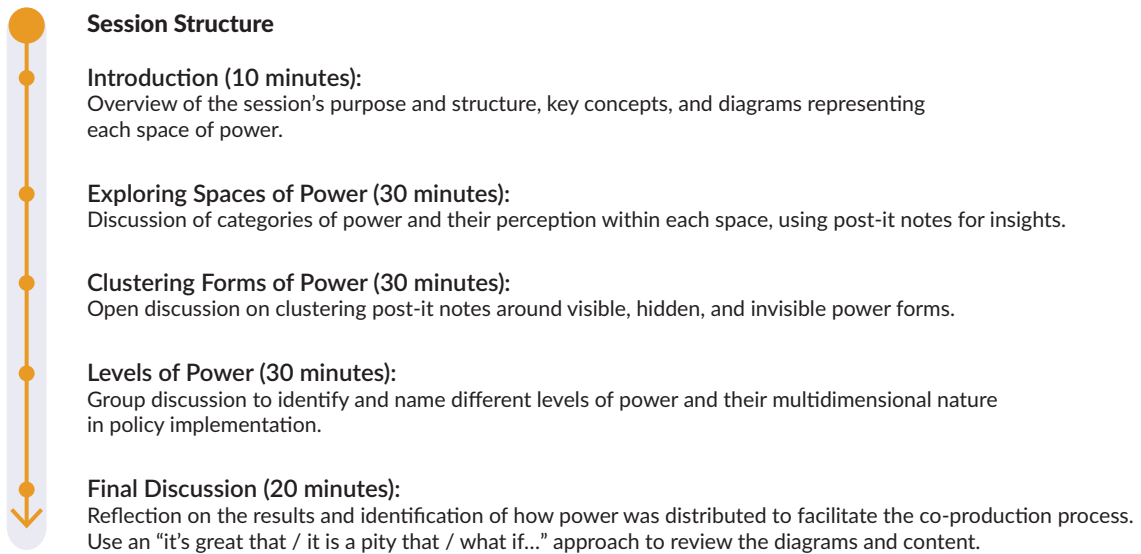 Session Structure
Introduction (10 minutes):
Overview of the session’s purpose and structure, key concepts, and diagrams representing
each space of power.
Exploring Spaces of Power (30 minutes):
Discussion of categories of power and their perception within each space, using post-it notes for insights.
Clustering Forms of Power (30 minutes):
Open discussion on clustering post-it notes around visible, hidden, and invisible power forms.
Levels of Power (30 minutes):
Group discussion to identify and name different levels of power and their multidimensional nature
in policy implementation.
Final Discussion (20 minutes):
Reflection on the results and identification of how power was distributed to facilitate the co-production process.
Use an “it’s great that / it is a pity that / what if...” approach to review the diagrams and content.